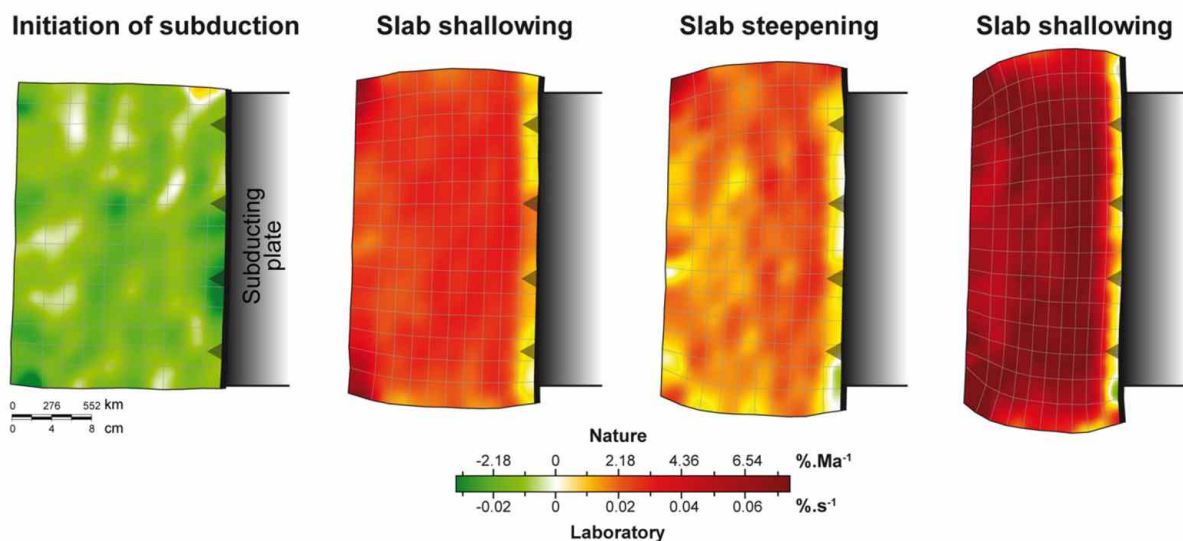 Initiation of subduction
Slab shallowing
Slab steepening
Slab shallowing
Subducting
plate
0 276 552 km
0 4 8 cm
Nature
-2.18 0 2.18 4.36 6.54 %.Ma⁻¹
-0.02 0 0.02 0.04 0.06 %.s⁻¹
Laboratory